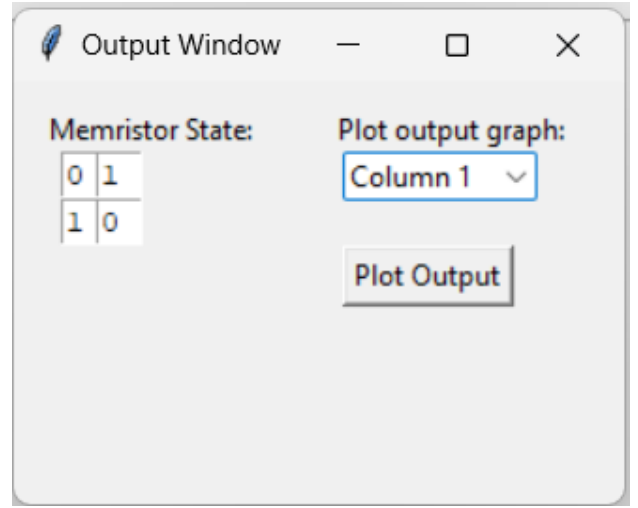 Output Window
Memristor State:
0 1
1 0
Plot output graph:
Column 1
Plot Output